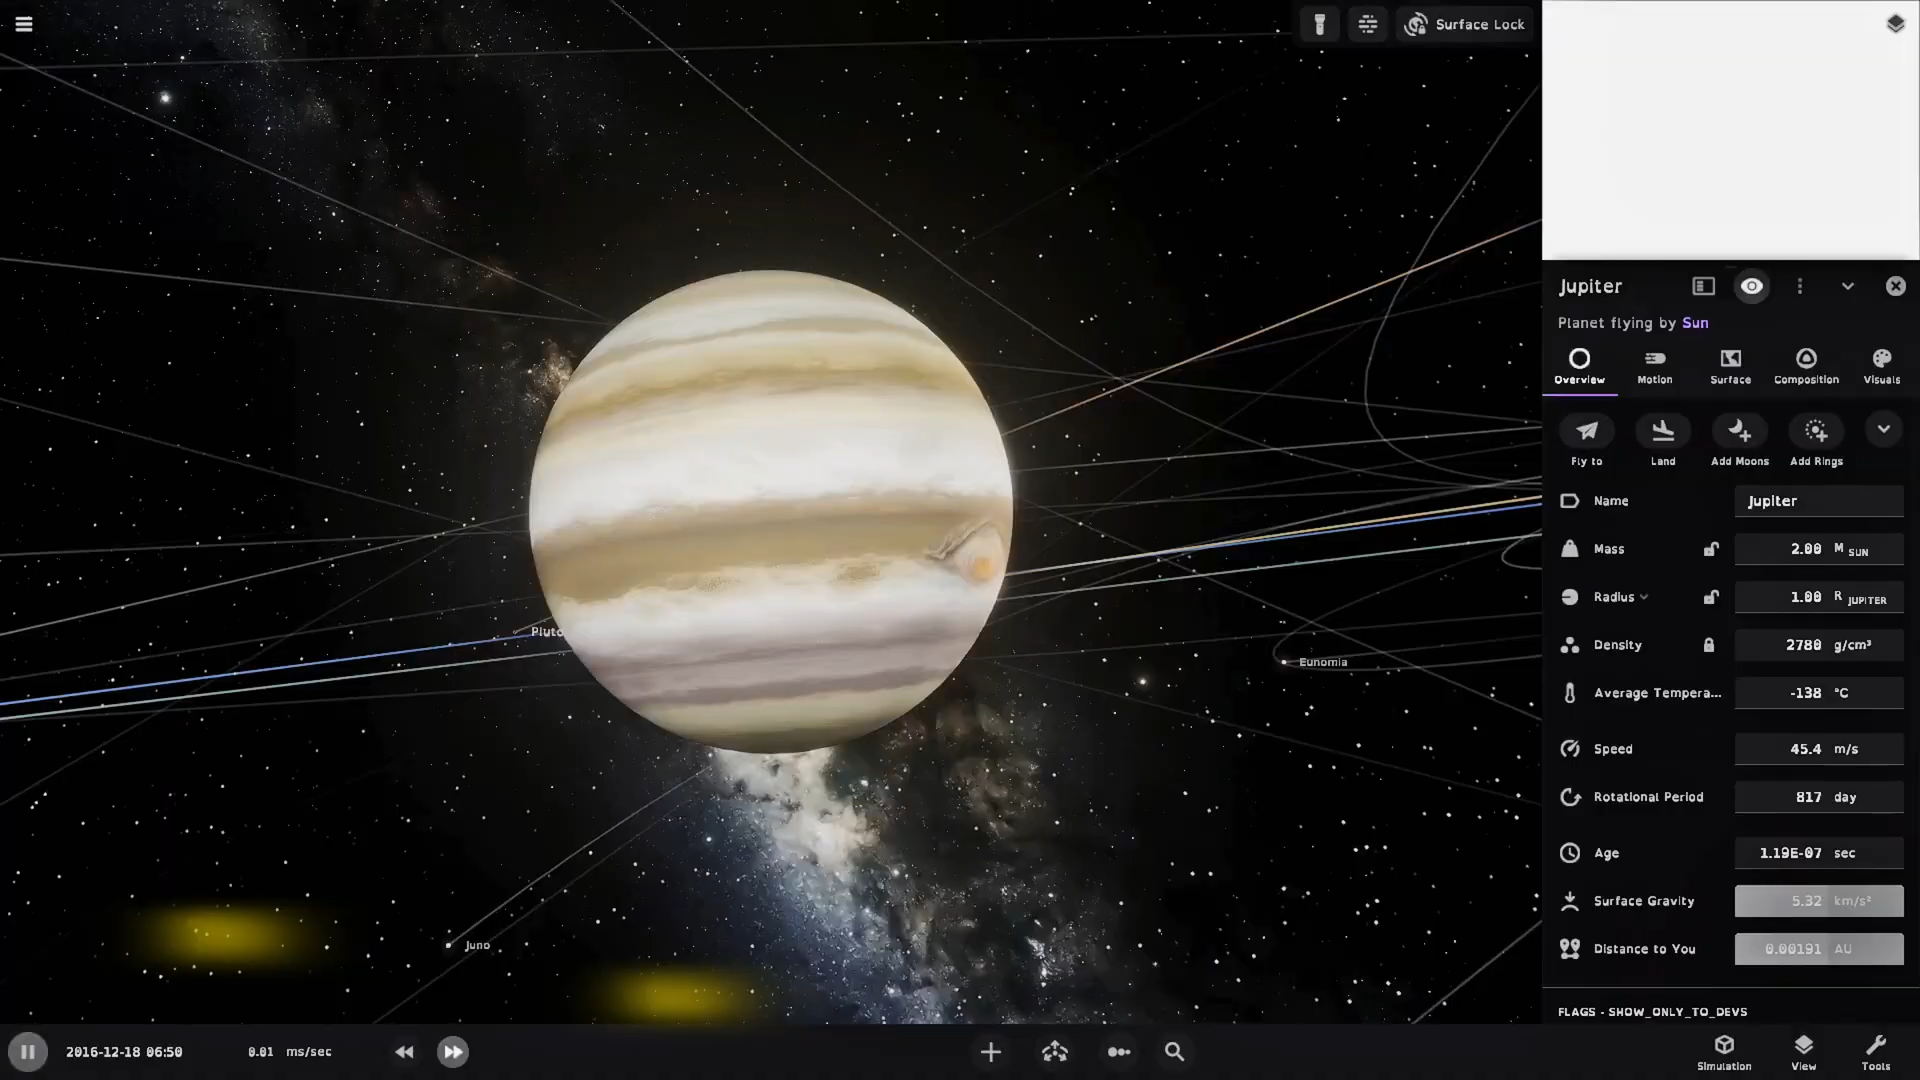 Surface Lock
Jupiter
Planet flying by Sun
Overview Motion Surface Composition Visuals
Fly to Land Add Moons Add Rings
Name Jupiter
Mass 2.00 M SUN
Radius 1.00 R JUPITER
Density 2780 g/cm³
Average Tempera... -138 °C
Speed 45.4 m/s
Rotational Period 817 day
Age 1.19E-07 sec
Surface Gravity 5.32 km/s²
Distance to You 0.00191 AU
FLAGS - SHOW_ONLY_TO_DEVS
Pluto
Eunomia
Juno
2016-12-18 06:50 0.01 ms/sec
Simulation View Tools